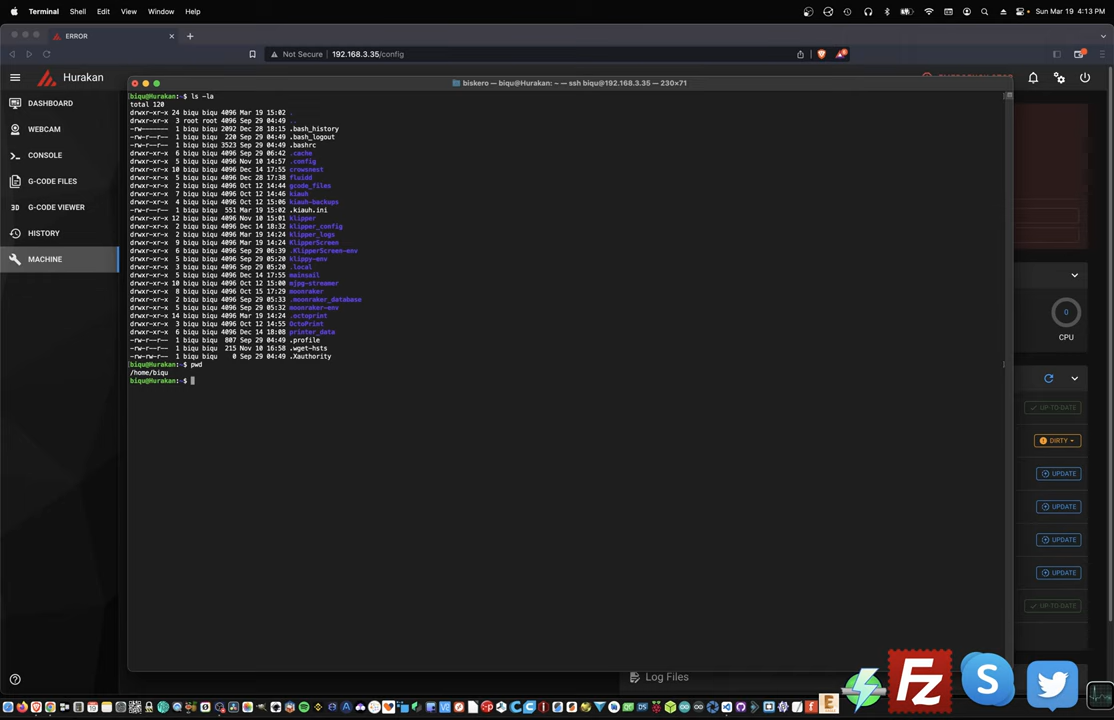 Terminal Shell Edit View Window Help Sun Mar 19 4:13 PM
ERROR
Not Secure 192.168.3.35/config
Hurakan
biskero — biqu@Hurakan: ~ — ssh biqu@192.168.3.35 — 230×71
DASHBOARD
WEBCAM
CONSOLE
G-CODE FILES
G-CODE VIEWER
HISTORY
MACHINE
biqu@Hurakan:~$ ls -la
total 120
drwxr-xr-x 24 biqu biqu 4096 Mar 19 15:02 .
drwxr-xr-x 3 root root 4096 Sep 29 04:49 ..
-rw------- 1 biqu biqu 2092 Dec 28 18:15 .bash_history
-rw-r--r-- 1 biqu biqu 220 Sep 29 04:49 .bash_logout
-rw-r--r-- 1 biqu biqu 3523 Sep 29 04:49 .bashrc
drwxr-xr-x 6 biqu biqu 4096 Sep 29 06:42 .cache
drwxr-xr-x 5 biqu biqu 4096 Nov 10 14:57 .config
drwxr-xr-x 10 biqu biqu 4096 Dec 14 17:55 crowsnest
drwxr-xr-x 5 biqu biqu 4096 Dec 28 17:38 fluidd
drwxr-xr-x 2 biqu biqu 4096 Oct 12 14:44 gcode_files
drwxr-xr-x 7 biqu biqu 4096 Oct 12 14:46 kiauh
drwxr-xr-x 4 biqu biqu 4096 Oct 12 15:06 kiauh-backups
-rw-r--r-- 1 biqu biqu 551 Mar 19 15:02 .kiauh.ini
drwxr-xr-x 12 biqu biqu 4096 Nov 10 15:01 klipper
drwxr-xr-x 2 biqu biqu 4096 Dec 14 18:32 klipper_config
drwxr-xr-x 2 biqu biqu 4096 Mar 19 14:24 klipper_logs
drwxr-xr-x 9 biqu biqu 4096 Mar 19 14:24 KlipperScreen
drwxr-xr-x 6 biqu biqu 4096 Sep 29 06:39 .KlipperScreen-env
drwxr-xr-x 5 biqu biqu 4096 Sep 29 05:20 klippy-env
drwxr-xr-x 3 biqu biqu 4096 Sep 29 05:20 .local
drwxr-xr-x 5 biqu biqu 4096 Dec 14 17:55 mainsail
drwxr-xr-x 10 biqu biqu 4096 Oct 12 15:00 mjpg-streamer
drwxr-xr-x 8 biqu biqu 4096 Oct 15 17:29 moonraker
drwxr-xr-x 2 biqu biqu 4096 Sep 29 05:33 .moonraker_database
drwxr-xr-x 5 biqu biqu 4096 Sep 29 05:32 moonraker-env
drwxr-xr-x 14 biqu biqu 4096 Mar 19 14:24 .octoprint
drwxr-xr-x 3 biqu biqu 4096 Oct 12 14:55 OctoPrint
drwxr-xr-x 6 biqu biqu 4096 Dec 14 18:08 printer_data
-rw-r--r-- 1 biqu biqu 807 Sep 29 04:49 .profile
-rw-r--r-- 1 biqu biqu 215 Nov 10 16:58 .wget-hsts
-rw-rw-r-- 1 biqu biqu 0 Sep 29 04:49 .Xauthority
biqu@Hurakan:~$ pwd
/home/biqu
biqu@Hurakan:~$
0
CPU
UP TO DATE
DIRTY
UPDATE
UPDATE
UPDATE
UPDATE
UP TO DATE
Log Files